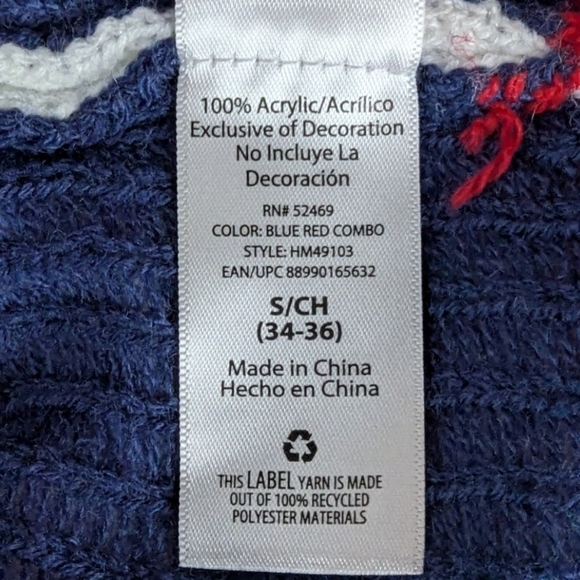 100% Acrylic/Acrílico
Exclusive of Decoration
No Incluye La
Decoración
RN# 52469
COLOR: BLUE RED COMBO
STYLE: HM49103
EAN/UPC 88990165632
S/CH
(34-36)
Made in China
Hecho en China
THIS LABEL YARN IS MADE
OUT OF 100% RECYCLED
POLYESTER MATERIALS